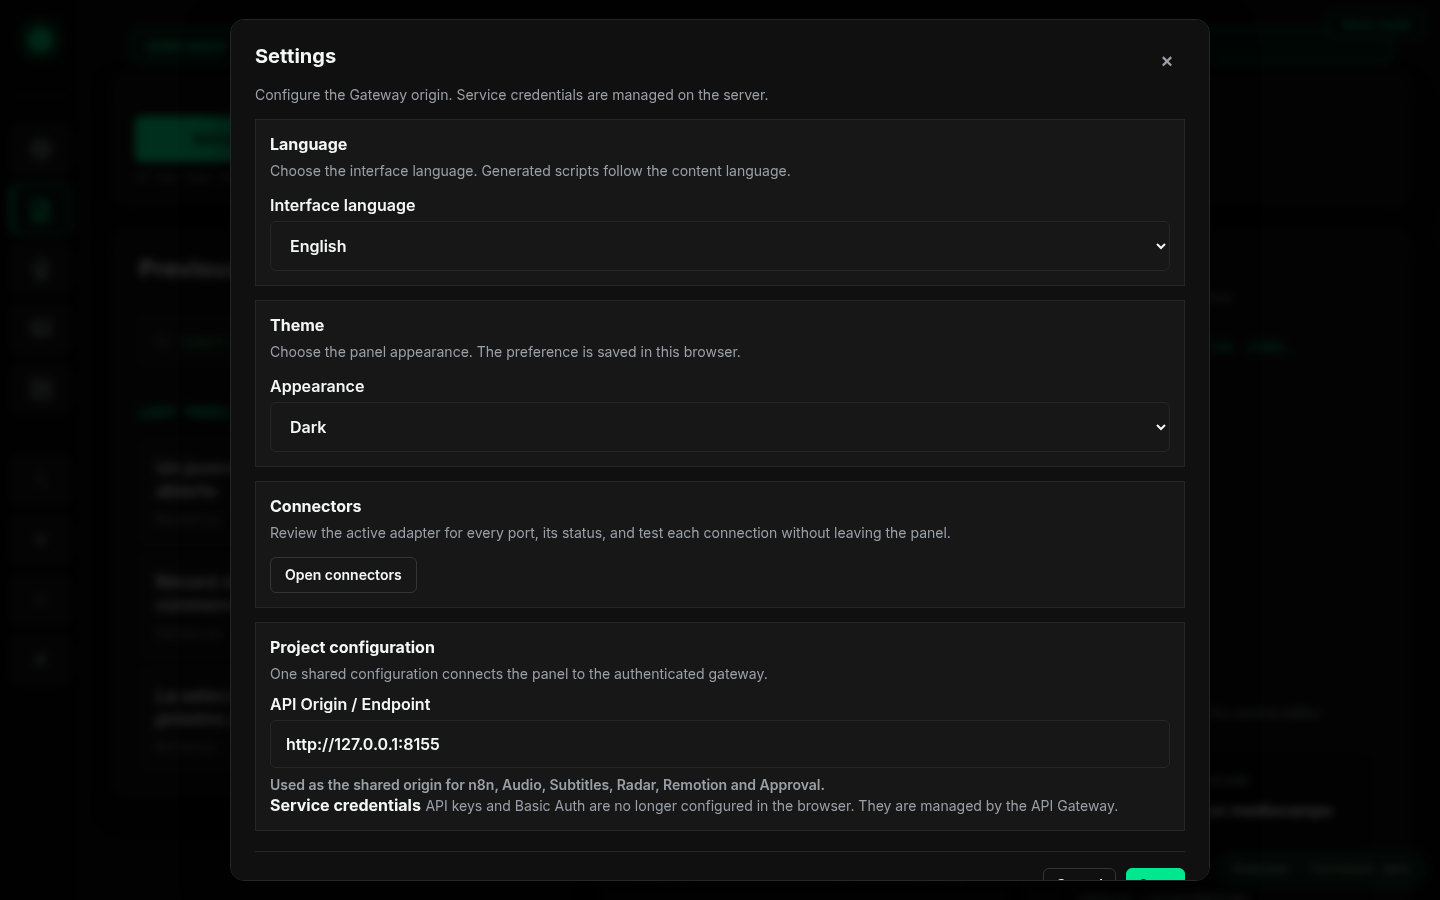 Settings
×
Configure the Gateway origin. Service credentials are managed on the server.
Language
Choose the interface language. Generated scripts follow the content language.
Interface language
English
Theme
Choose the panel appearance. The preference is saved in this browser.
Appearance
Dark
Connectors
Review the active adapter for every port, its status, and test each connection without leaving the panel.
Open connectors
Project configuration
One shared configuration connects the panel to the authenticated gateway.
API Origin / Endpoint
http://127.0.0.1:8155
Used as the shared origin for n8n, Audio, Subtitles, Radar, Remotion and Approval.
Service credentials API keys and Basic Auth are no longer configured in the browser. They are managed by the API Gateway.